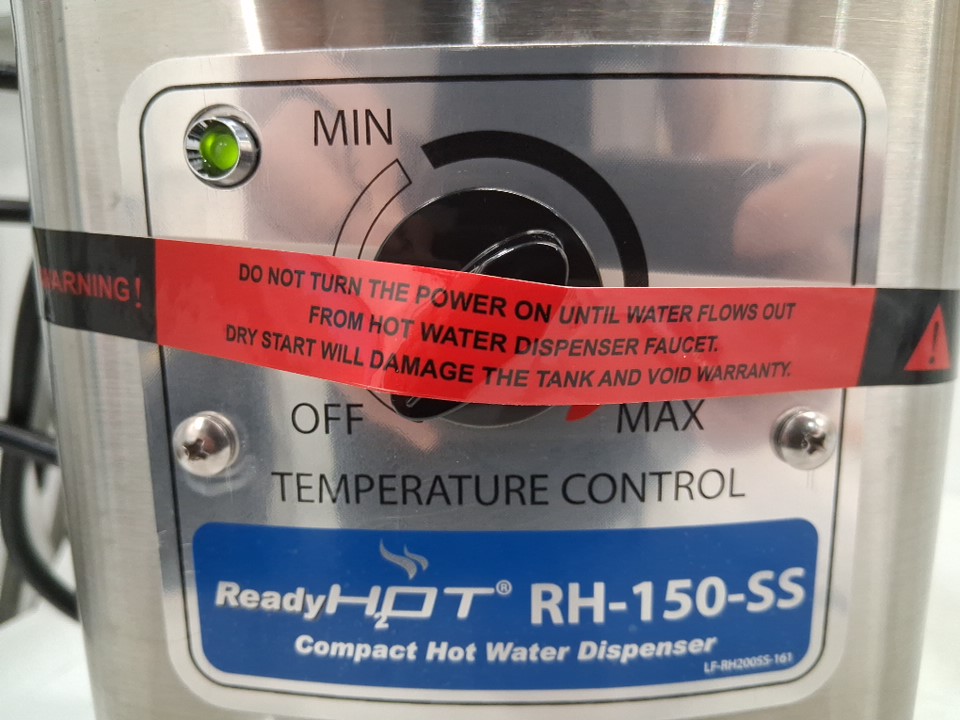 MIN
WARNING!
DO NOT TURN THE POWER ON UNTIL WATER FLOWS OUT
FROM HOT WATER DISPENSER FAUCET.
DRY START WILL DAMAGE THE TANK AND VOID WARRANTY.
OFF
MAX
TEMPERATURE CONTROL
ReadyH2OT® RH-150-SS
Compact Hot Water Dispenser
LF-RH200SS-161